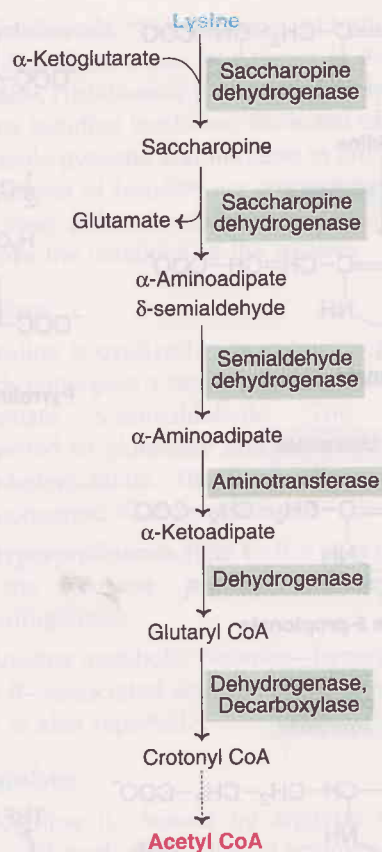 Lysine
α-Ketoglutarate
Saccharopine
dehydrogenase
Saccharopine
Glutamate
Saccharopine
dehydrogenase
α-Aminoadipate
δ-semialdehyde
Semialdehyde
dehydrogenase
α-Aminoadipate
Aminotransferase
α-Ketoadipate
Dehydrogenase
Glutaryl CoA
Dehydrogenase,
Decarboxylase
Crotonyl CoA
Acetyl CoA